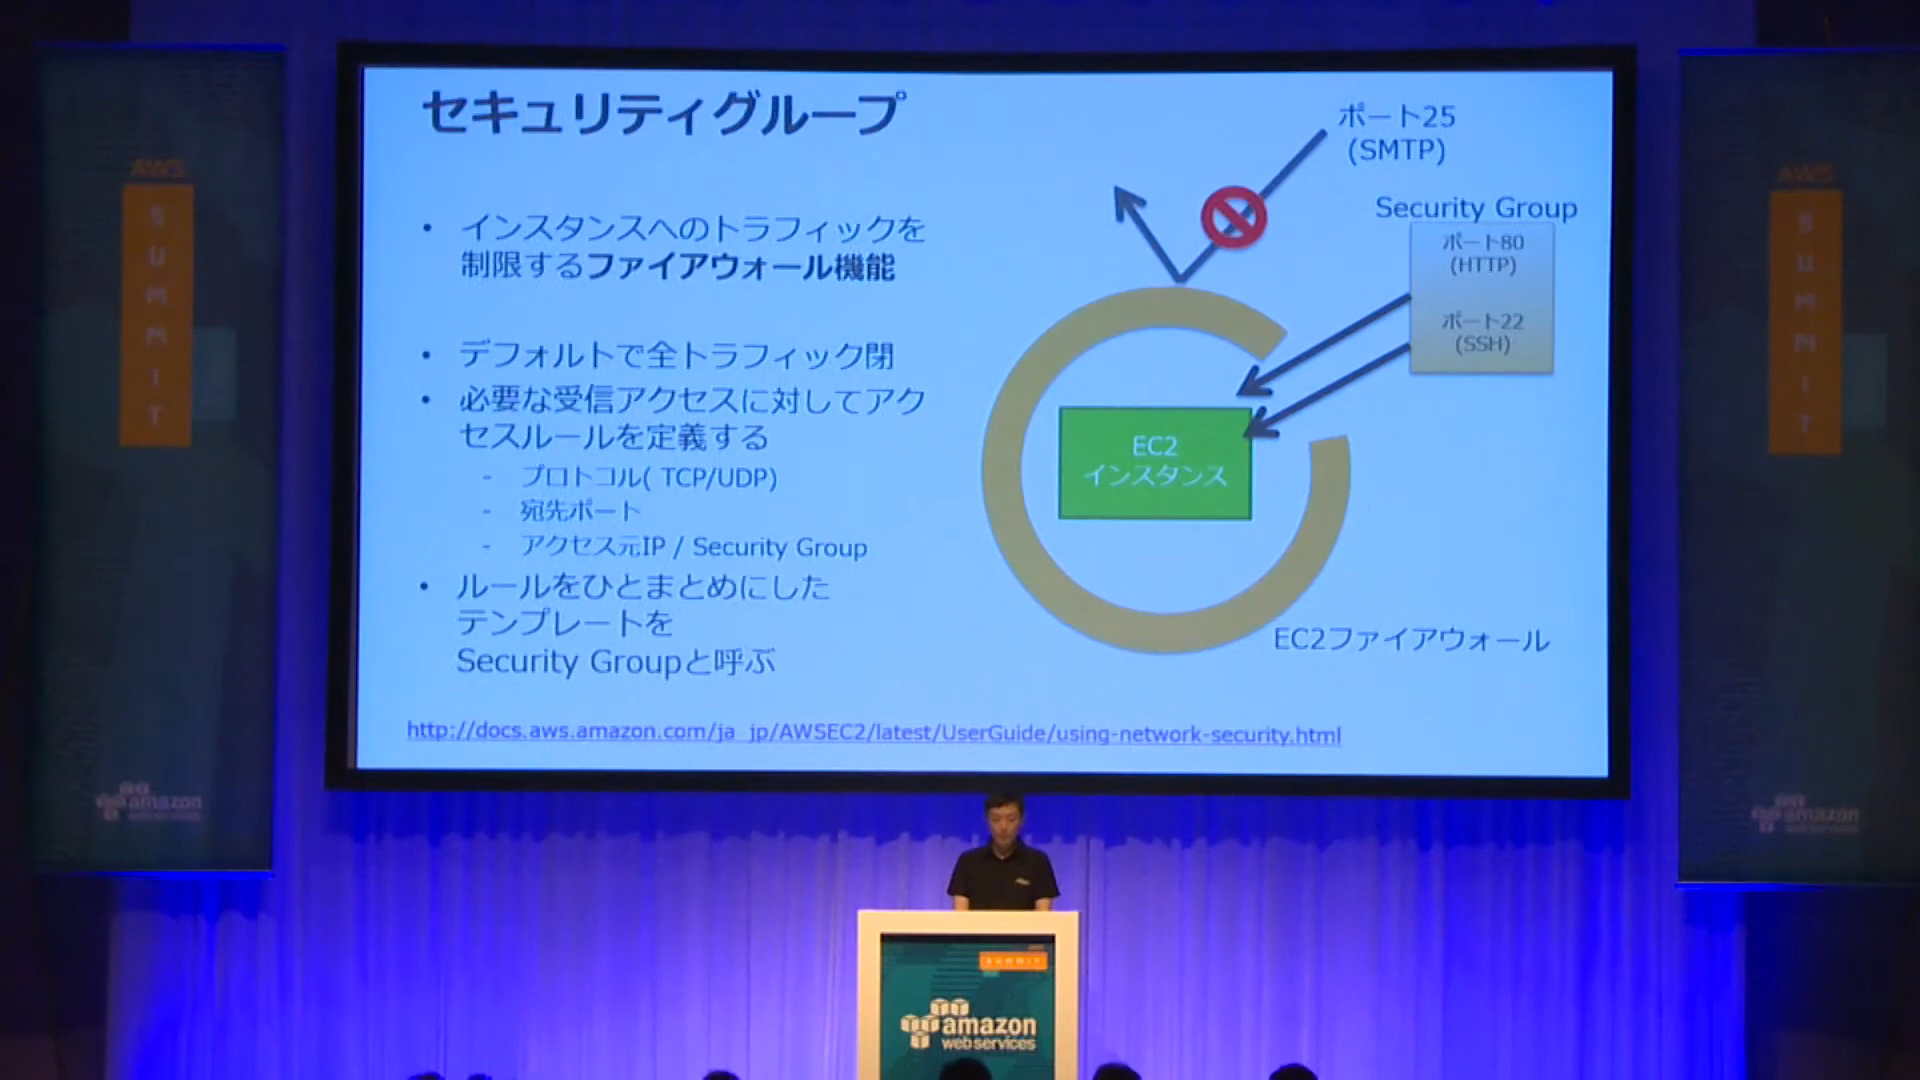 セキュリティグループ
• インスタンスへのトラフィックを
制限するファイアウォール機能
• デフォルトで全トラフィック閉
• 必要な受信アクセスに対してアク
セスルールを定義する
- プロトコル( TCP/UDP)
- 宛先ポート
- アクセス元IP / Security Group
• ルールをひとまとめにした
テンプレートを
Security Groupと呼ぶ
http://docs.aws.amazon.com/ja_jp/AWSEC2/latest/UserGuide/using-network-security.html
ポート25
(SMTP)
Security Group
ポート80
(HTTP)
ポート22
(SSH)
EC2
インスタンス
EC2ファイアウォール
AWS
SUMMIT
amazon
web services
AWS
SUMMIT
amazon
web services
SUMMIT
amazon
web services